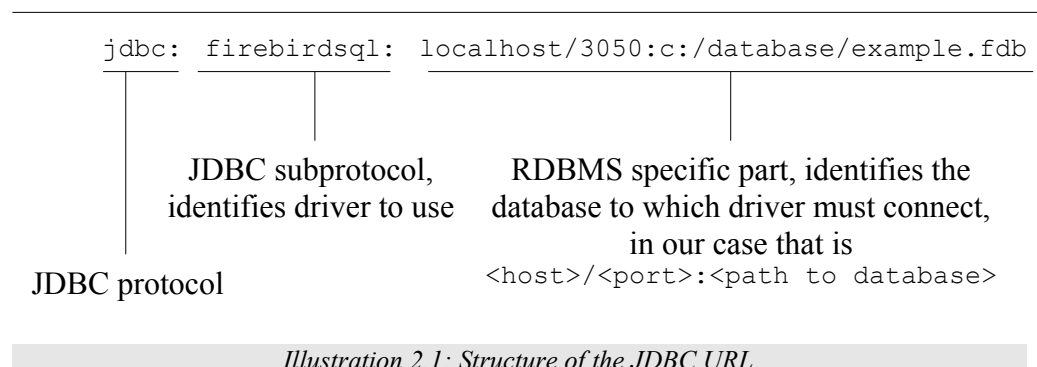 jdbc: firebirdsql: localhost/3050:c:/database/example.fdb
JDBC subprotocol,
identifies driver to use
RDBMS specific part, identifies the
database to which driver must connect,
in our case that is
<host>/<port>:<path to database>
JDBC protocol
Illustration 2.1: Structure of the JDBC URL